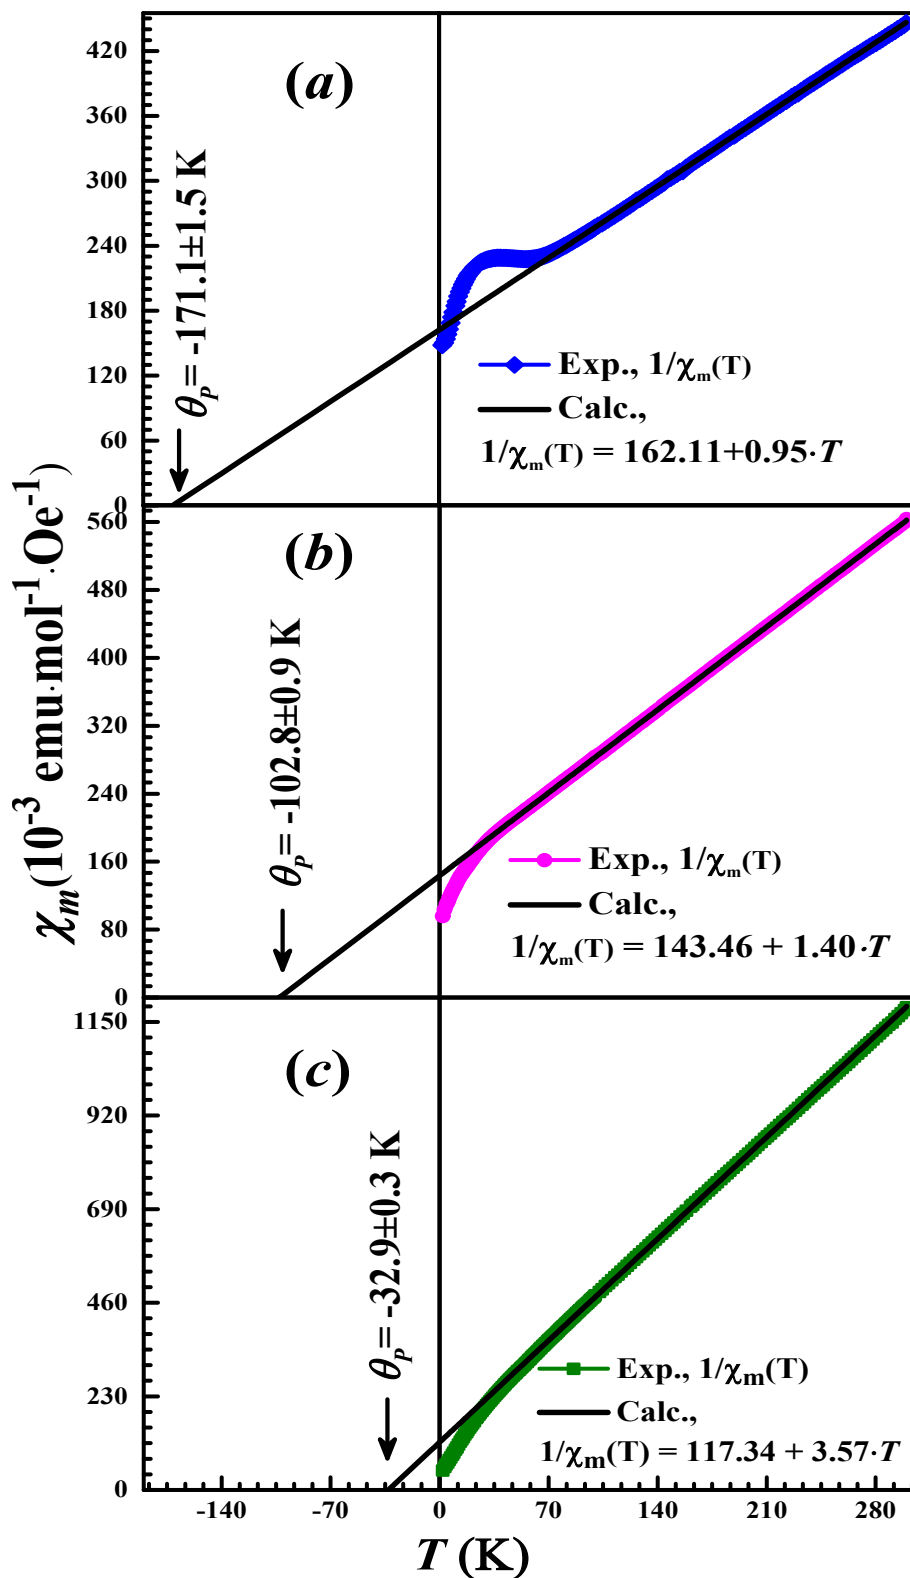 χm(10-3 emu·mol-1·Oe-1)
420
360
300
240
180
120
60
0
(a)
θP= -171.1±1.5 K
Exp., 1/χm(T)
Calc.,
1/χm(T) = 162.11+0.95·T
560
480
400
320
240
160
80
0
(b)
θP= -102.8±0.9 K
Exp., 1/χm(T)
Calc.,
1/χm(T) = 143.46 + 1.40·T
1150
920
690
460
230
0
(c)
θP= -32.9±0.3 K
Exp., 1/χm(T)
Calc.,
1/χm(T) = 117.34 + 3.57·T
-140 -70 0 70 140 210 280
T (K)